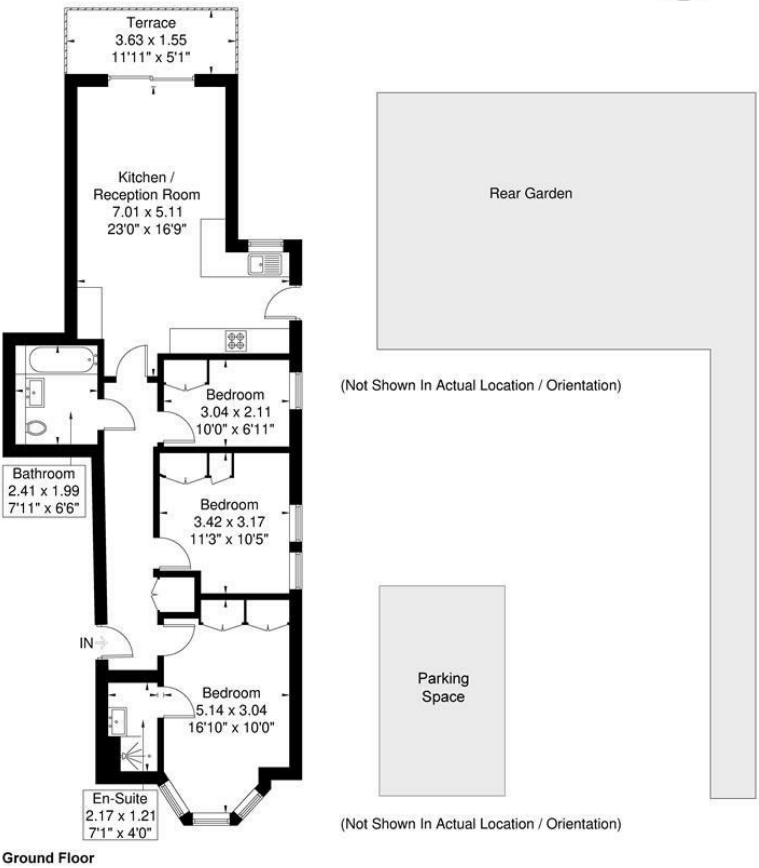 Terrace
3.63 x 1.55
11'11" x 5'1"
Kitchen /
Reception Room
7.01 x 5.11
23'0" x 16'9"
Rear Garden
(Not Shown In Actual Location / Orientation)
Bedroom
3.04 x 2.11
10'0" x 6'11"
Bathroom
2.41 x 1.99
7'11" x 6'6"
Bedroom
3.42 x 3.17
11'3" x 10'5"
IN
Bedroom
5.14 x 3.04
16'10" x 10'0"
Parking
Space
En-Suite
2.17 x 1.21
7'1" x 4'0"
(Not Shown In Actual Location / Orientation)
Ground Floor